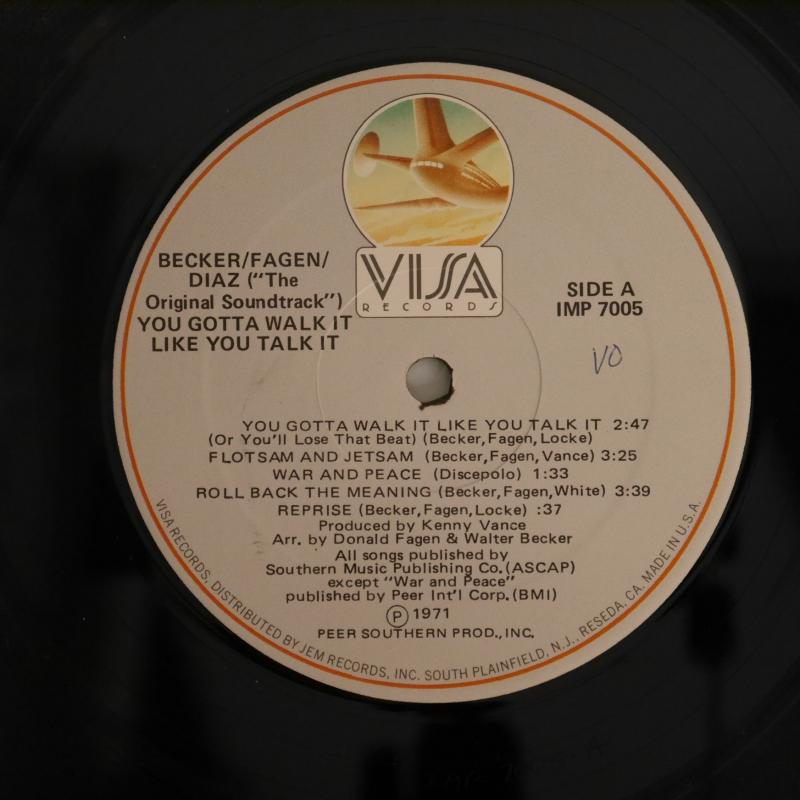 VISA
RECORDS
BECKER/FAGEN/
DIAZ ("The
Original Soundtrack")
YOU GOTTA WALK IT
LIKE YOU TALK IT
SIDE A
IMP 7005
VO
YOU GOTTA WALK IT LIKE YOU TALK IT 2:47
(Or You'll Lose That Beat) (Becker,Fagen,Locke)
FLOTSAM AND JETSAM (Becker,Fagen,Vance) 3:25
WAR AND PEACE (Discepolo) 1:33
ROLL BACK THE MEANING (Becker,Fagen,White) 3:39
REPRISE (Becker,Fagen,Locke) :37
Produced by Kenny Vance
Arr. by Donald Fagen & Walter Becker
All songs published by
Southern Music Publishing Co.(ASCAP)
except "War and Peace"
published by Peer Int'l Corp.(BMI)
Ⓟ 1971
PEER SOUTHERN PROD., INC.
VISA RECORDS, DISTRIBUTED BY JEM RECORDS, INC. SOUTH PLAINFIELD, N.J., RESEDA, CA. MADE IN U.S.A.